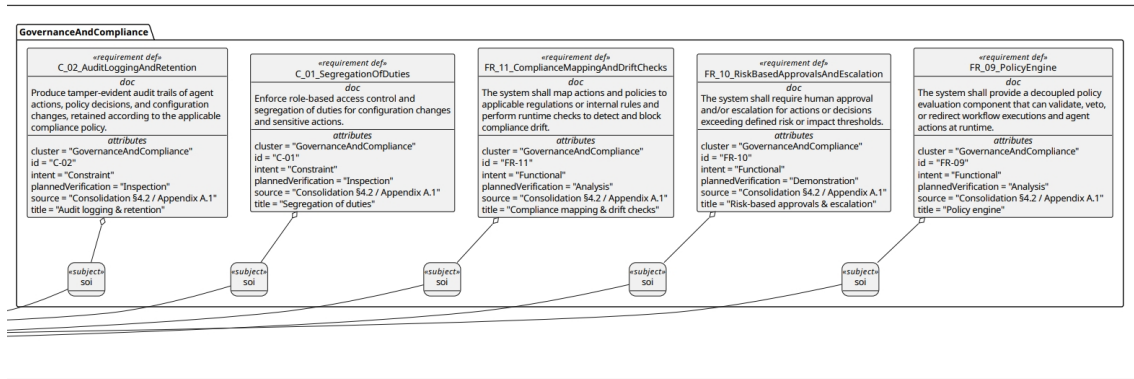 GovernanceAndCompliance
«requirement def»
C_02_AuditLoggingAndRetention
doc
Produce tamper-evident audit trails of agent
actions, policy decisions, and configuration
changes, retained according to the applicable
compliance policy.
attributes
cluster = "GovernanceAndCompliance"
id = "C-02"
intent = "Constraint"
plannedVerification = "Inspection"
source = "Consolidation §4.2 / Appendix A.1"
title = "Audit logging & retention"
«requirement def»
C_01_SegregationOfDuties
doc
Enforce role-based access control and
segregation of duties for configuration changes
and sensitive actions.
attributes
cluster = "GovernanceAndCompliance"
id = "C-01"
intent = "Constraint"
plannedVerification = "Inspection"
source = "Consolidation §4.2 / Appendix A.1"
title = "Segregation of duties"
«requirement def»
FR_11_ComplianceMappingAndDriftChecks
doc
The system shall map actions and policies to
applicable regulations or internal rules and
perform runtime checks to detect and block
compliance drift.
attributes
cluster = "GovernanceAndCompliance"
id = "FR-11"
intent = "Functional"
plannedVerification = "Analysis"
source = "Consolidation §4.2 / Appendix A.1"
title = "Compliance mapping & drift checks"
«requirement def»
FR_10_RiskBasedApprovalsAndEscalation
doc
The system shall require human approval
and/or escalation for actions or decisions
exceeding defined risk or impact thresholds.
attributes
cluster = "GovernanceAndCompliance"
id = "FR-10"
intent = "Functional"
plannedVerification = "Demonstration"
source = "Consolidation §4.2 / Appendix A.1"
title = "Risk-based approvals & escalation"
«requirement def»
FR_09_PolicyEngine
doc
The system shall provide a decoupled policy
evaluation component that can validate, veto,
or redirect workflow executions and agent
actions at runtime.
attributes
cluster = "GovernanceAndCompliance"
id = "FR-09"
intent = "Functional"
plannedVerification = "Analysis"
source = "Consolidation §4.2 / Appendix A.1"
title = "Policy engine"
«subject»
soi
«subject»
soi
«subject»
soi
«subject»
soi
«subject»
soi